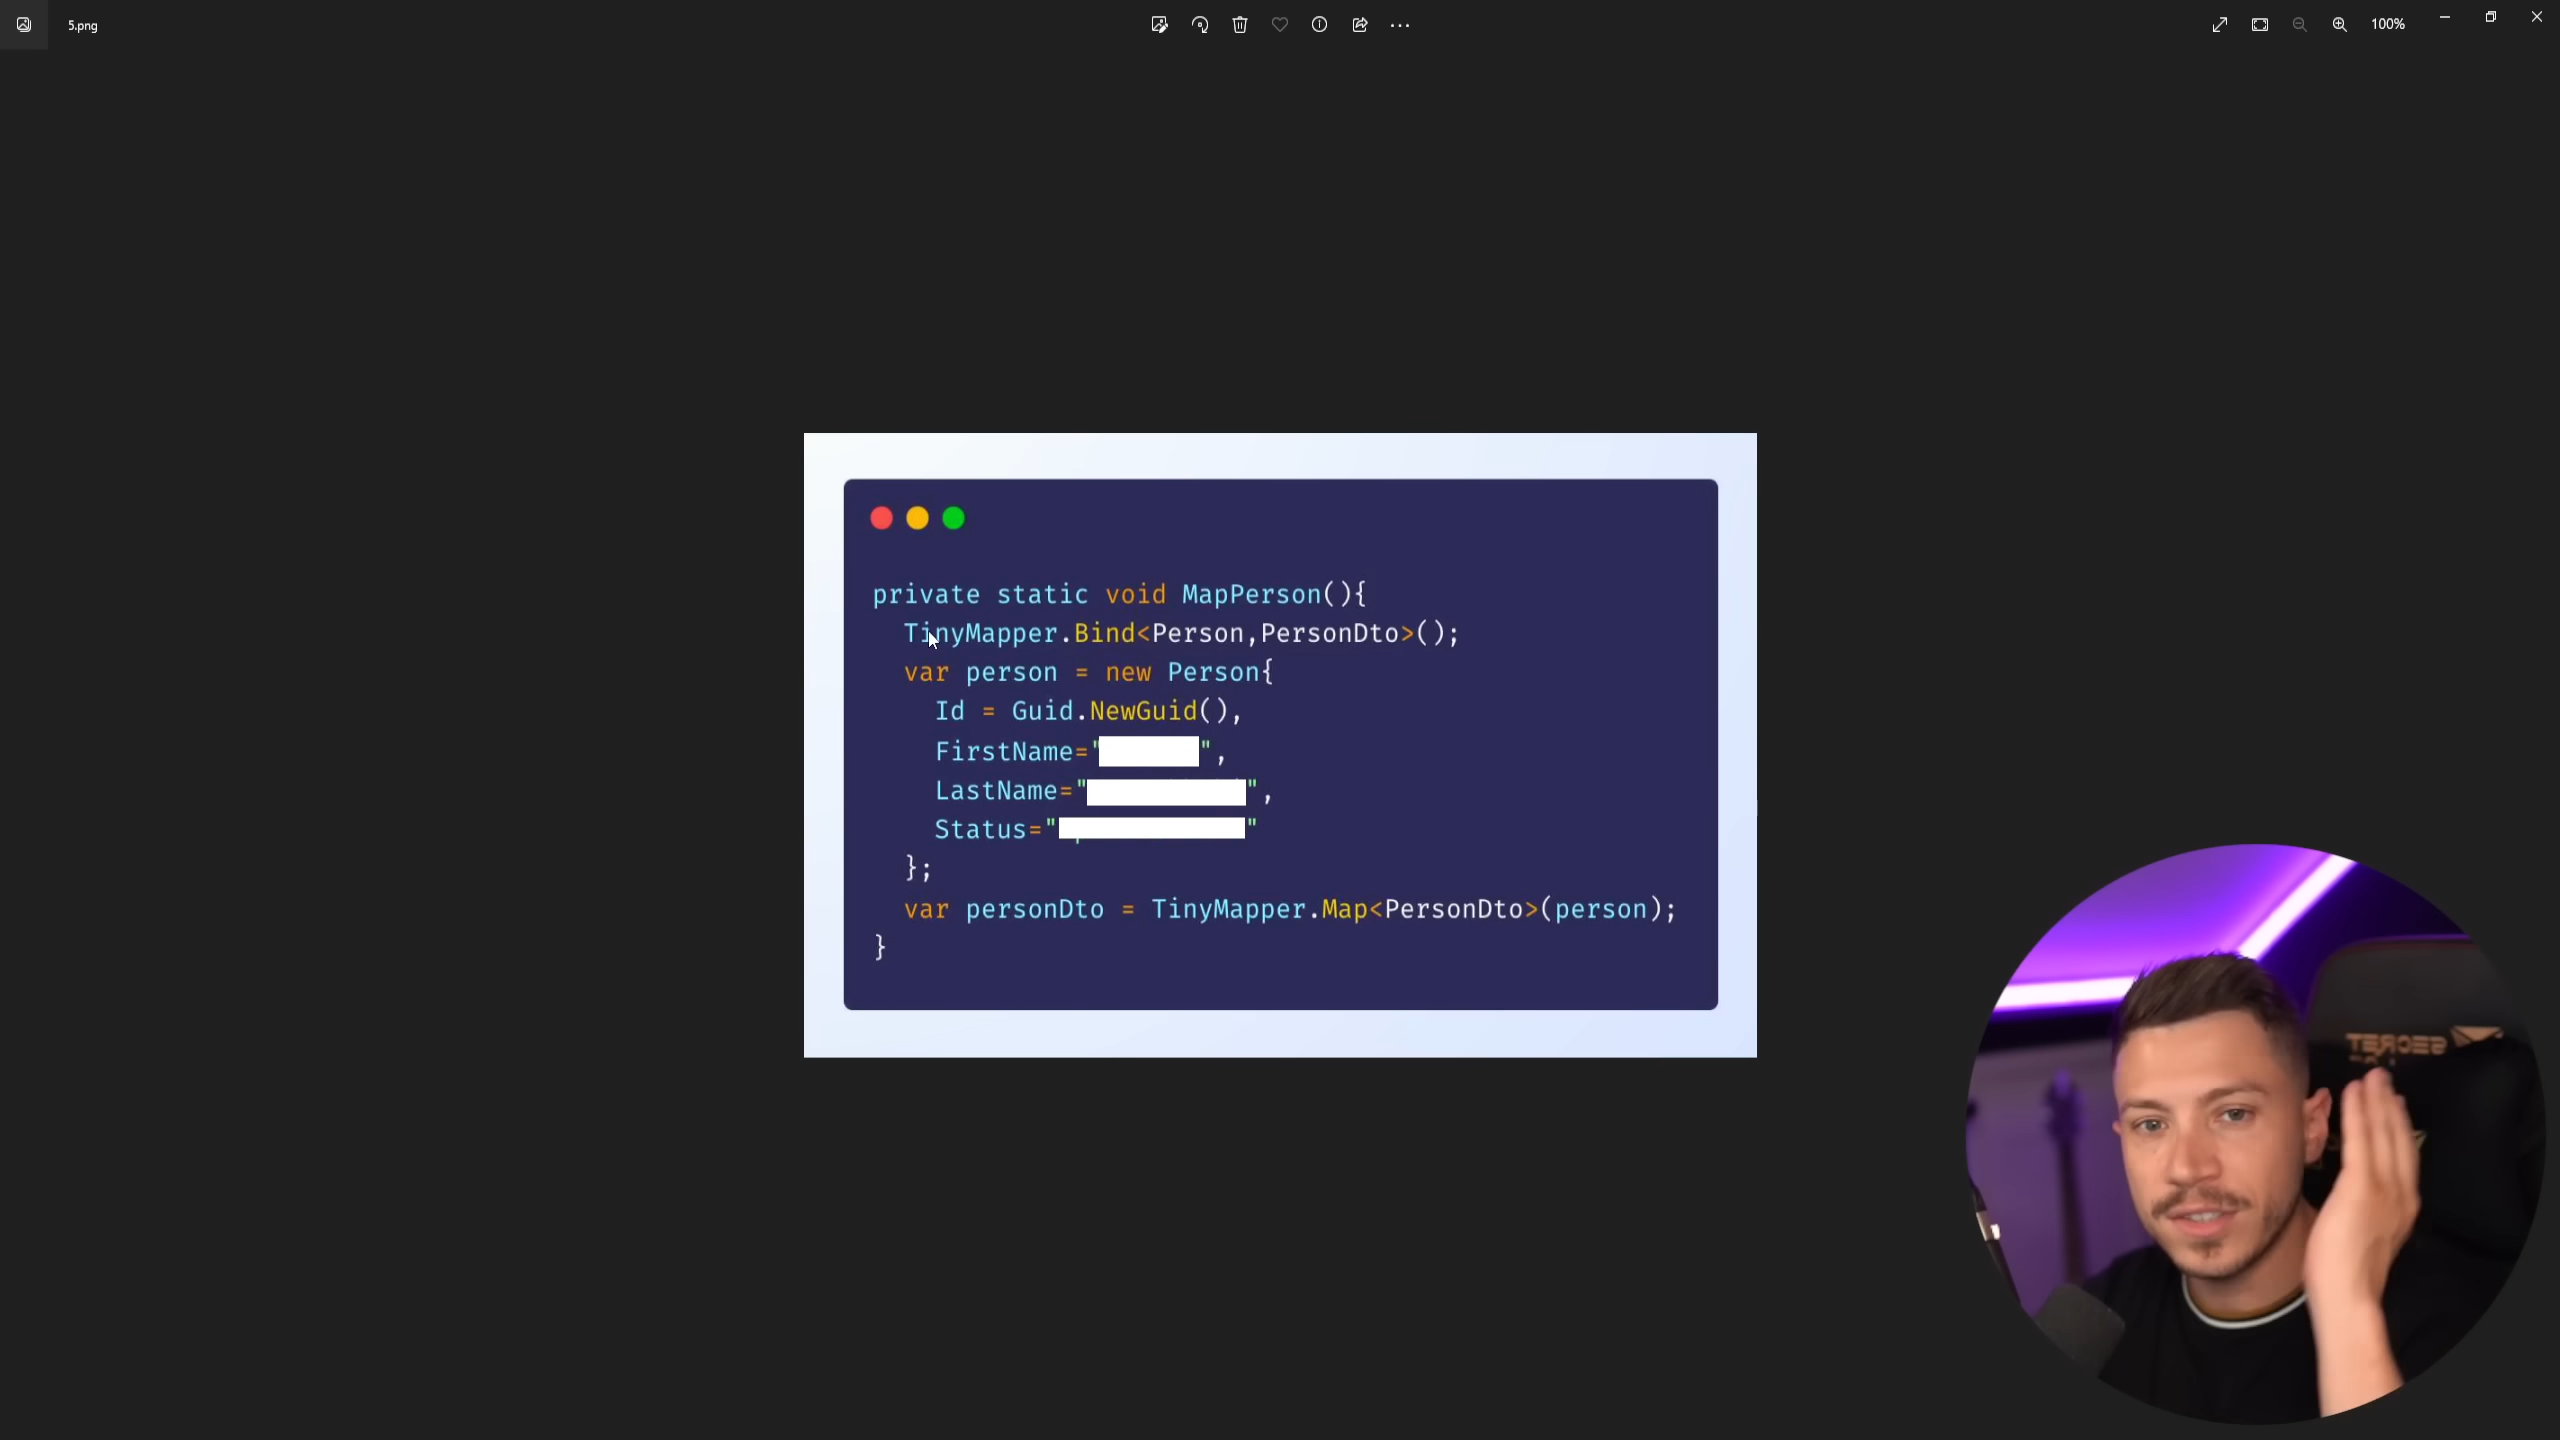 5.png
100%
private static void MapPerson(){
TinyMapper.Bind<Person,PersonDto>();
var person = new Person{
Id = Guid.NewGuid(),
FirstName="",
LastName="",
Status=""
};
var personDto = TinyMapper.Map<PersonDto>(person);
}
SECRET